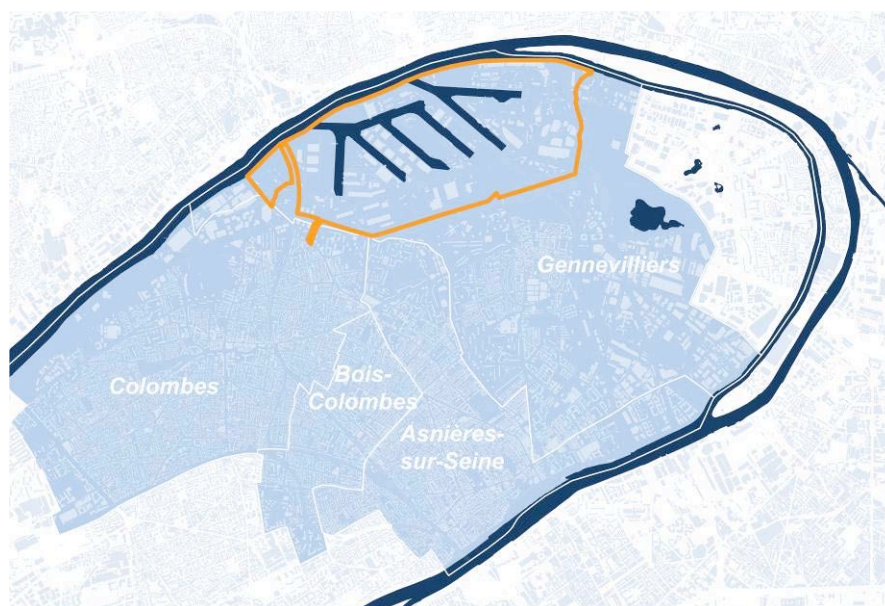 Gennevilliers
Colombes
Bois-
Colombes
Asnières-
sur-Seine